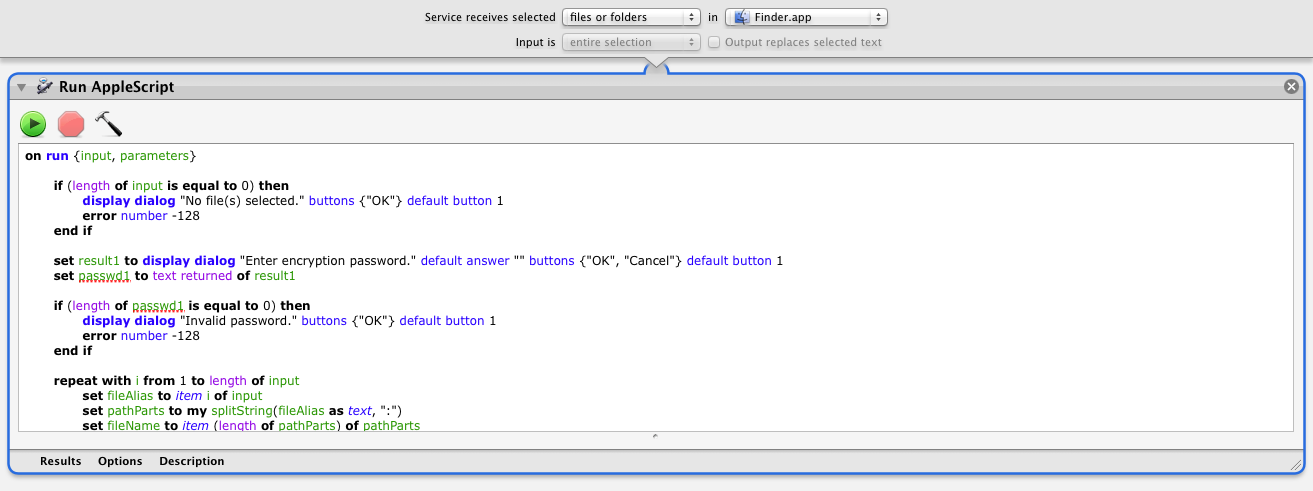 Service receives selected files or folders in Finder.app
Input is entire selection Output replaces selected text
Run AppleScript
on run {input, parameters}
if (length of input is equal to 0) then
display dialog "No file(s) selected." buttons {"OK"} default button 1
error number -128
end if
set result1 to display dialog "Enter encryption password." default answer "" buttons {"OK", "Cancel"} default button 1
set passwd1 to text returned of result1
if (length of passwd1 is equal to 0) then
display dialog "Invalid password." buttons {"OK"} default button 1
error number -128
end if
repeat with i from 1 to length of input
set fileAlias to item i of input
set pathParts to my splitString(fileAlias as text, ":")
set fileName to item (length of pathParts) of pathParts
Results Options Description